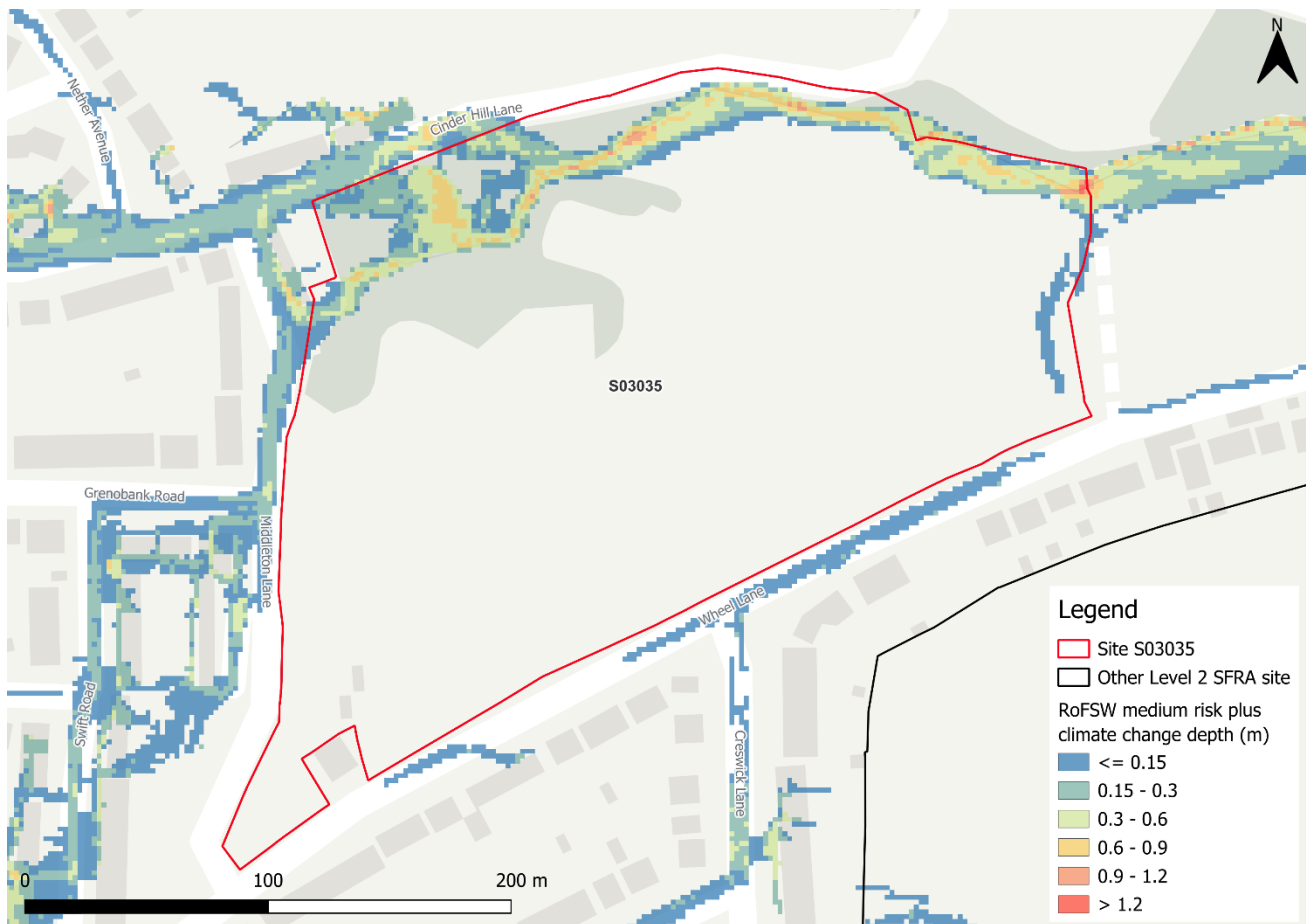 N
Nether Avenue
Cinder Hill Lane
S03035
Grenobank Road
Middleton Lane
Wheel Lane
Swift Road
Creswick Lane
Legend
Site S03035
Other Level 2 SFRA site
RoFSW medium risk plus
climate change depth (m)
<= 0.15
0.15 - 0.3
0.3 - 0.6
0.6 - 0.9
0.9 - 1.2
> 1.2
0 100 200 m